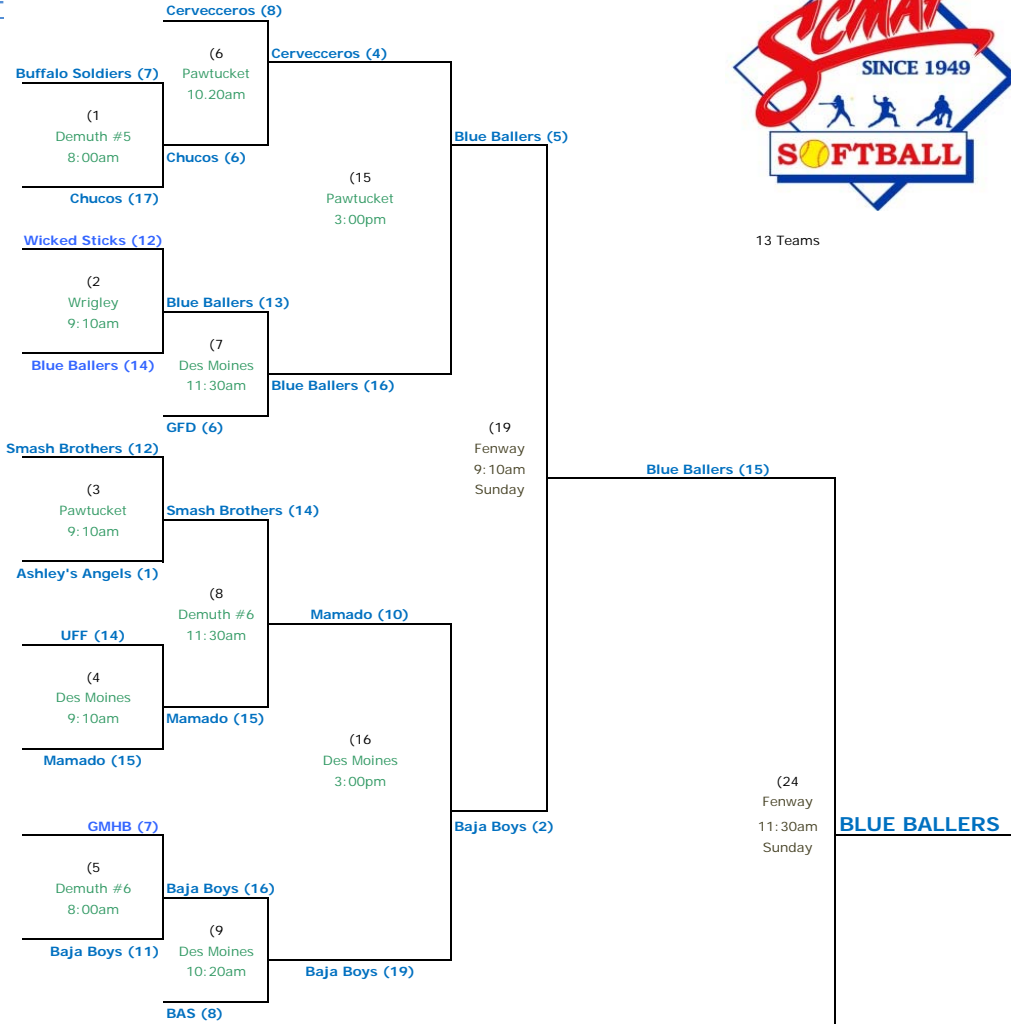 Cervecceros (8)
(6
Pawtucket
10.20am
Cervecceros (4)
Buffalo Soldiers (7)
(1
Demuth #5
8:00am
Chucos (6)
Chucos (17)
Blue Ballers (5)
(15
Pawtucket
3:00pm
SCMAF
SINCE 1949
SOFTBALL
13 Teams
Wicked Sticks (12)
(2
Wrigley
9:10am
Blue Ballers (13)
Blue Ballers (14)
(7
Des Moines
11:30am
Blue Ballers (16)
GFD (6)
(19
Fenway
9:10am
Sunday
Blue Ballers (15)
Smash Brothers (12)
(3
Pawtucket
9:10am
Smash Brothers (14)
Ashley's Angels (1)
(8
Demuth #6
11:30am
Mamado (10)
UFF (14)
(4
Des Moines
9:10am
Mamado (15)
Mamado (15)
(16
Des Moines
3:00pm
Baja Boys (2)
(24
Fenway
11:30am
Sunday
BLUE BALLERS
GMHB (7)
(5
Demuth #6
8:00am
Baja Boys (16)
Baja Boys (11)
(9
Des Moines
10:20am
Baja Boys (19)
BAS (8)